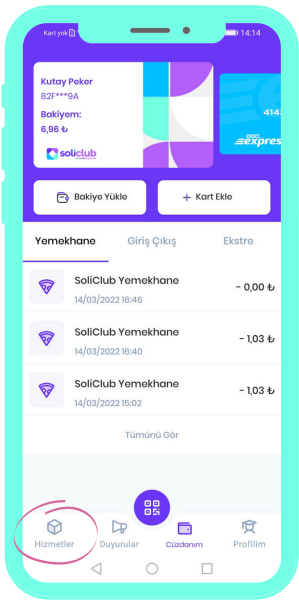 Kart yok
14:14
Kutay Peker
82F***9A
Bakiyem:
6,96 ₺
soliclub
4143
express
Bakiye Yükle
+ Kart Ekle
Yemekhane
Giriş Çıkış
Ekstre
SoliClub Yemekhane
14/03/2022 16:46
- 0,00 ₺
SoliClub Yemekhane
14/03/2022 16:40
- 1,03 ₺
SoliClub Yemekhane
14/03/2022 15:02
- 1,03 ₺
Tümünü Gör
Hizmetler
Duyurular
Cüzdanım
Profilim